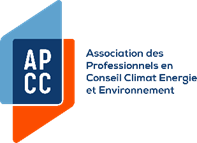 AP
CC
Association des
Professionnels en
Conseil Climat Energie
et Environnement